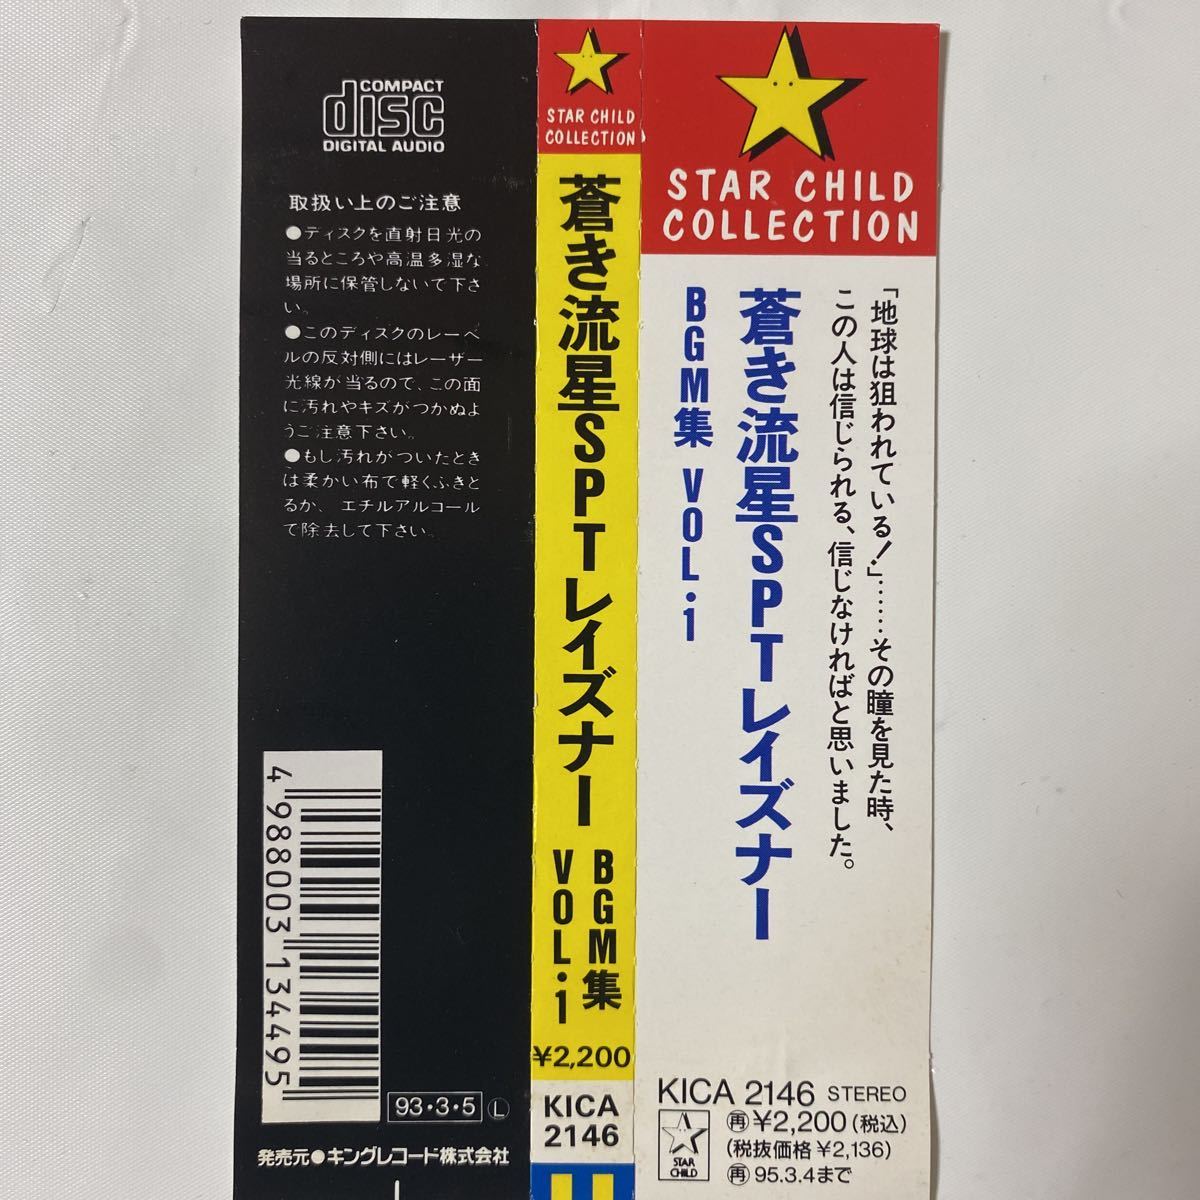 COMPACT
disc
DIGITAL AUDIO
取扱い上のご注意
●ディスクを直射日光の
当るところや高温多湿な
場所に保管しないで下さ
い。
●このディスクのレーベ
ルの反対側にはレーザー
光線が当るので、この面
に汚れやキズがつかぬよ
うご注意下さい。
●もし汚れがついたとき
は柔かい布で軽くふきと
るか、エチルアルコール
で除去して下さい。
4988003134495
93・3・5 Ⓛ
発売元●キングレコード株式会社
STAR CHILD
COLLECTION
蒼き流星SPTレイズナー
BGM集
VOL・1
¥2,200
KICA
2146
STAR CHILD
COLLECTION
「地球は狙われている！」……その瞳を見た時、
この人は信じられる、信じなければと思いました。
蒼き流星SPTレイズナー
BGM集 VOL・1
KICA 2146 STEREO
STAR
CHILD
㊢¥2,200(税込)
(税抜価格¥2,136)
㊢95.3.4まで